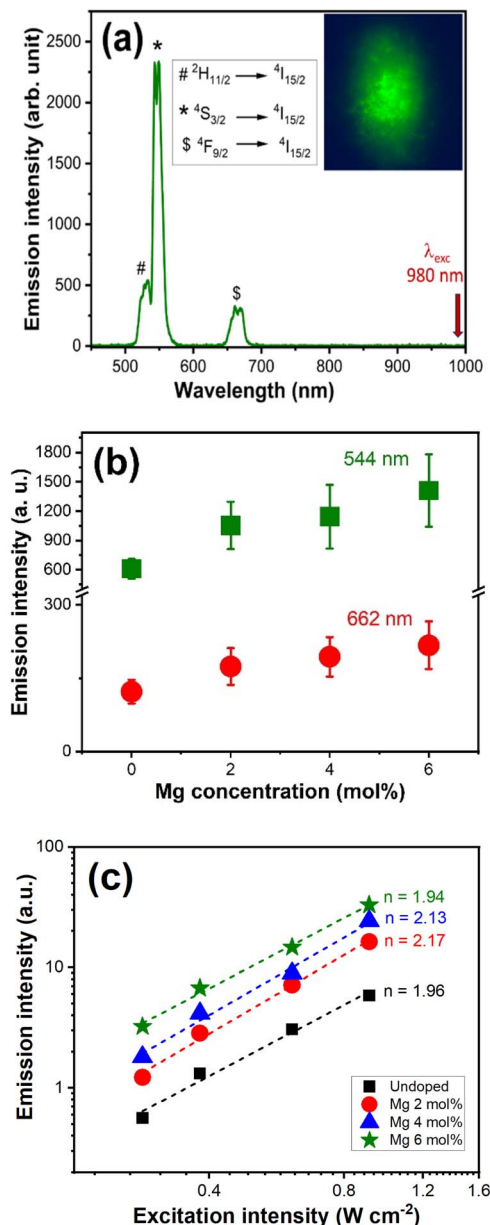 (a)
*
# ²H₁₁/₂ → ⁴I₁₅/₂
* ⁴S₃/₂ → ⁴I₁₅/₂
$ ⁴F₉/₂ → ⁴I₁₅/₂
#
$
λexc
980 nm
2500
2000
1500
1000
500
0
Emission intensity (arb. unit)
500 600 700 800 900 1000
Wavelength (nm)
(b)
544 nm
662 nm
1800
1500
1200
900
600
300
0
Emission intensity (a. u.)
0 2 4 6
Mg concentration (mol%)
(c)
n = 1.94
n = 2.13
n = 2.17
n = 1.96
100
10
1
Emission intensity (a.u.)
Undoped
Mg 2 mol%
Mg 4 mol%
Mg 6 mol%
0.4 0.8 1.2 1.6
Excitation intensity (W cm⁻²)